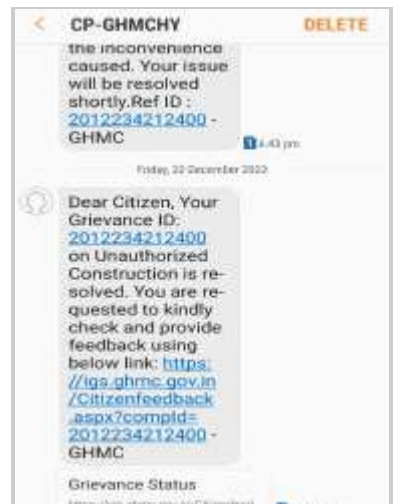 CP-GHMCHY DELETE
the inconvenience
caused. Your issue
will be resolved
shortly.Ref ID :
2012234212400 -
GHMC
6:43 pm
Friday, 22 December 2023
Dear Citizen, Your
Grievance ID:
2012234212400
on Unauthorized
Construction is re-
solved. You are re-
quested to kindly
check and provide
feedback using
below link: https:
//igs.ghmc.gov.in
/Citizenfeedback
.aspx?compId=
2012234212400 -
GHMC
Grievance Status